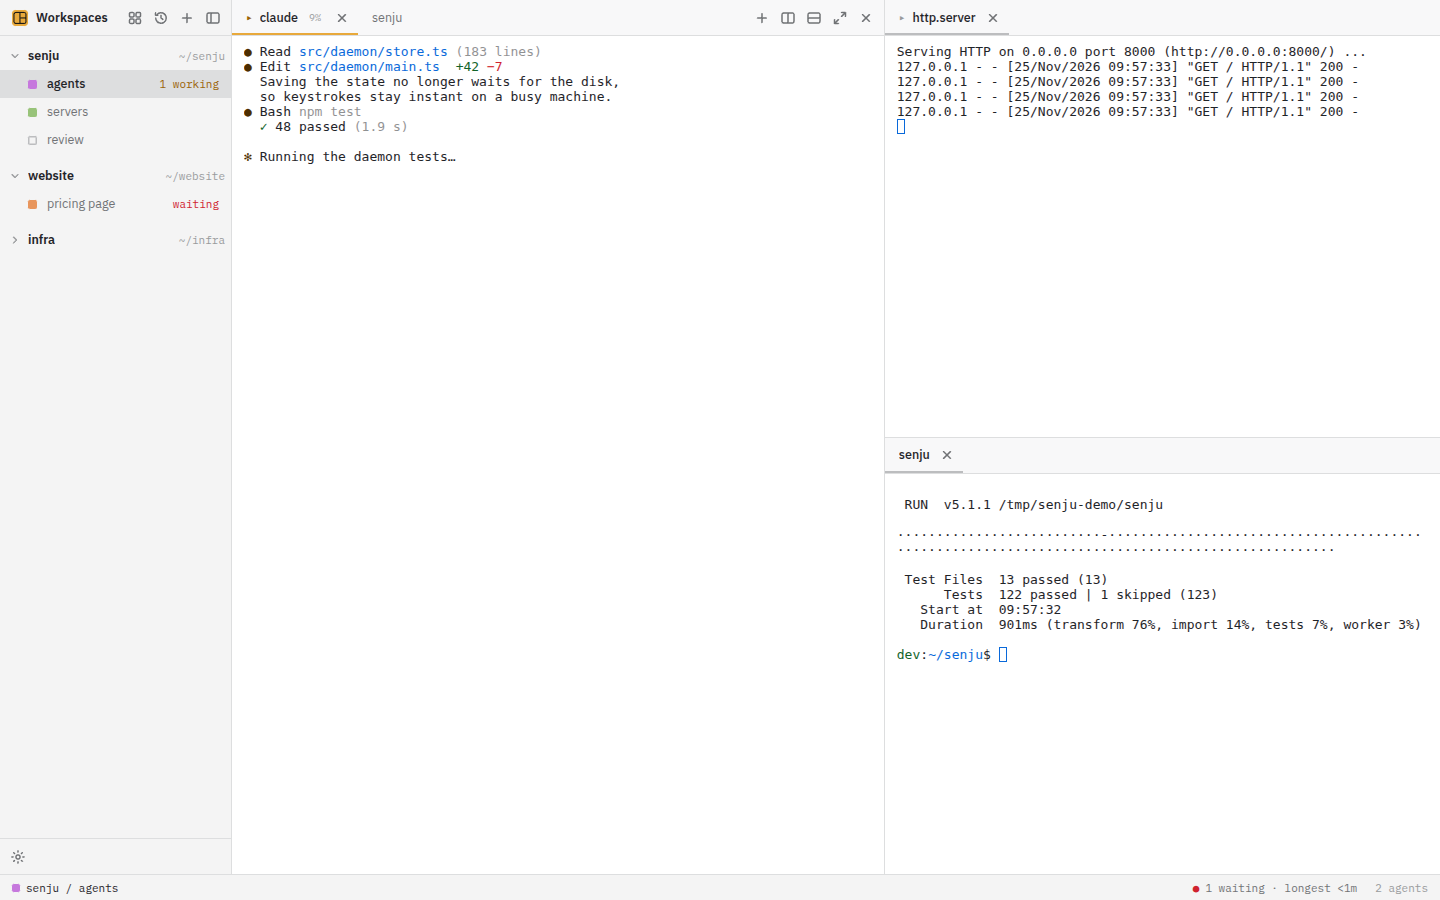 Workspaces
senju ~/senju
agents 1 working
servers
review
website ~/website
pricing page waiting
infra ~/infra
claude 9%
senju
● Read src/daemon/store.ts (183 lines)
● Edit src/daemon/main.ts +42 −7
Saving the state no longer waits for the disk,
so keystrokes stay instant on a busy machine.
● Bash npm test
✓ 48 passed (1.9 s)
✻ Running the daemon tests…
http.server
Serving HTTP on 0.0.0.0 port 8000 (http://0.0.0.0:8000/) ...
127.0.0.1 - - [25/Nov/2026 09:57:33] "GET / HTTP/1.1" 200 -
127.0.0.1 - - [25/Nov/2026 09:57:33] "GET / HTTP/1.1" 200 -
127.0.0.1 - - [25/Nov/2026 09:57:33] "GET / HTTP/1.1" 200 -
127.0.0.1 - - [25/Nov/2026 09:57:33] "GET / HTTP/1.1" 200 -
senju
RUN v5.1.1 /tmp/senju-demo/senju
··························-········································
························································
Test Files 13 passed (13)
Tests 122 passed | 1 skipped (123)
Start at 09:57:32
Duration 901ms (transform 76%, import 14%, tests 7%, worker 3%)
dev:~/senju$
senju / agents
● 1 waiting · longest <1m 2 agents